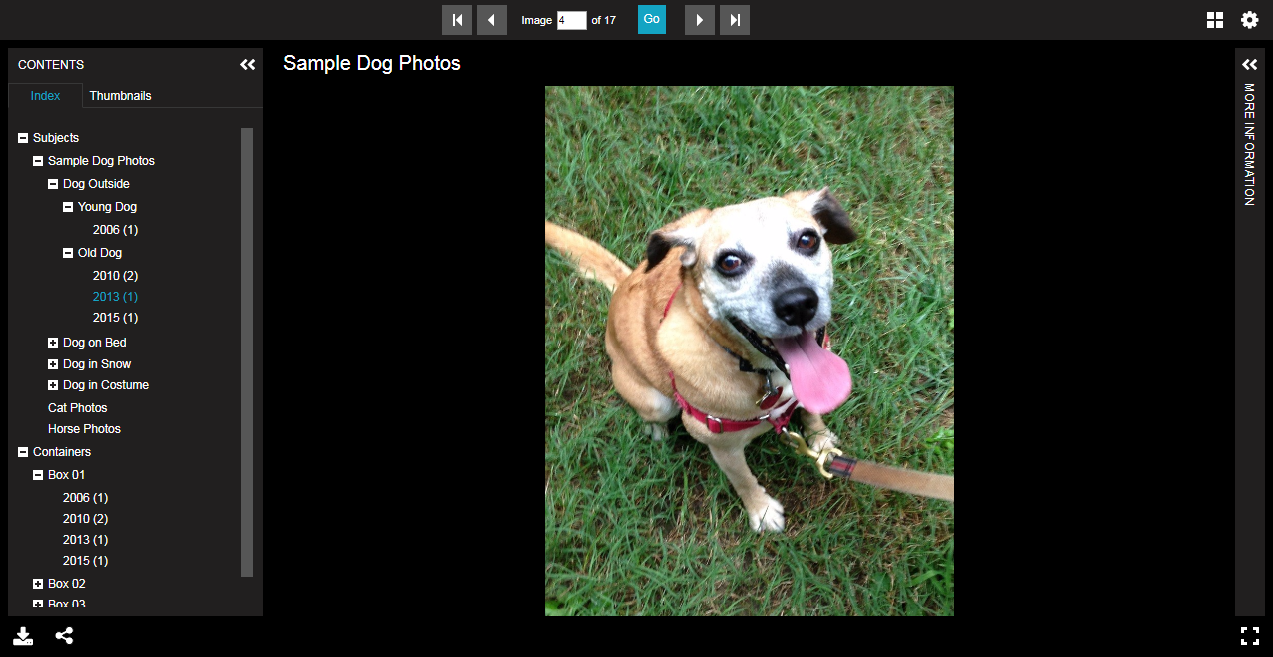 Image 4 of 17 Go
CONTENTS
Index Thumbnails
Subjects
Sample Dog Photos
Dog Outside
Young Dog
2006 (1)
Old Dog
2010 (2)
2013 (1)
2015 (1)
Dog on Bed
Dog in Snow
Dog in Costume
Cat Photos
Horse Photos
Containers
Box 01
2006 (1)
2010 (2)
2013 (1)
2015 (1)
Box 02
Box 03
Sample Dog Photos
MORE INFORMATION